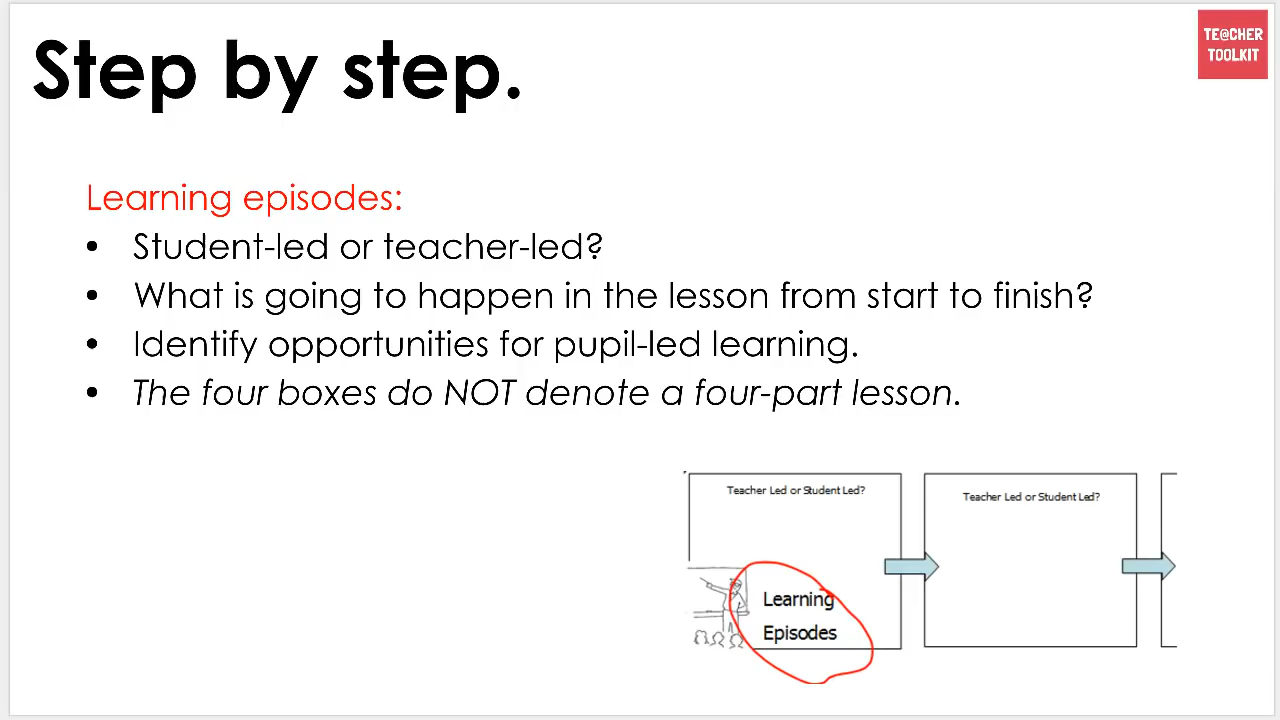 Step by step.
TE@CHER
TOOLKIT
Learning episodes:
• Student-led or teacher-led?
• What is going to happen in the lesson from start to finish?
• Identify opportunities for pupil-led learning.
• The four boxes do NOT denote a four-part lesson.
Teacher Led or Student Led?
Teacher Led or Student Led?
Learning
Episodes